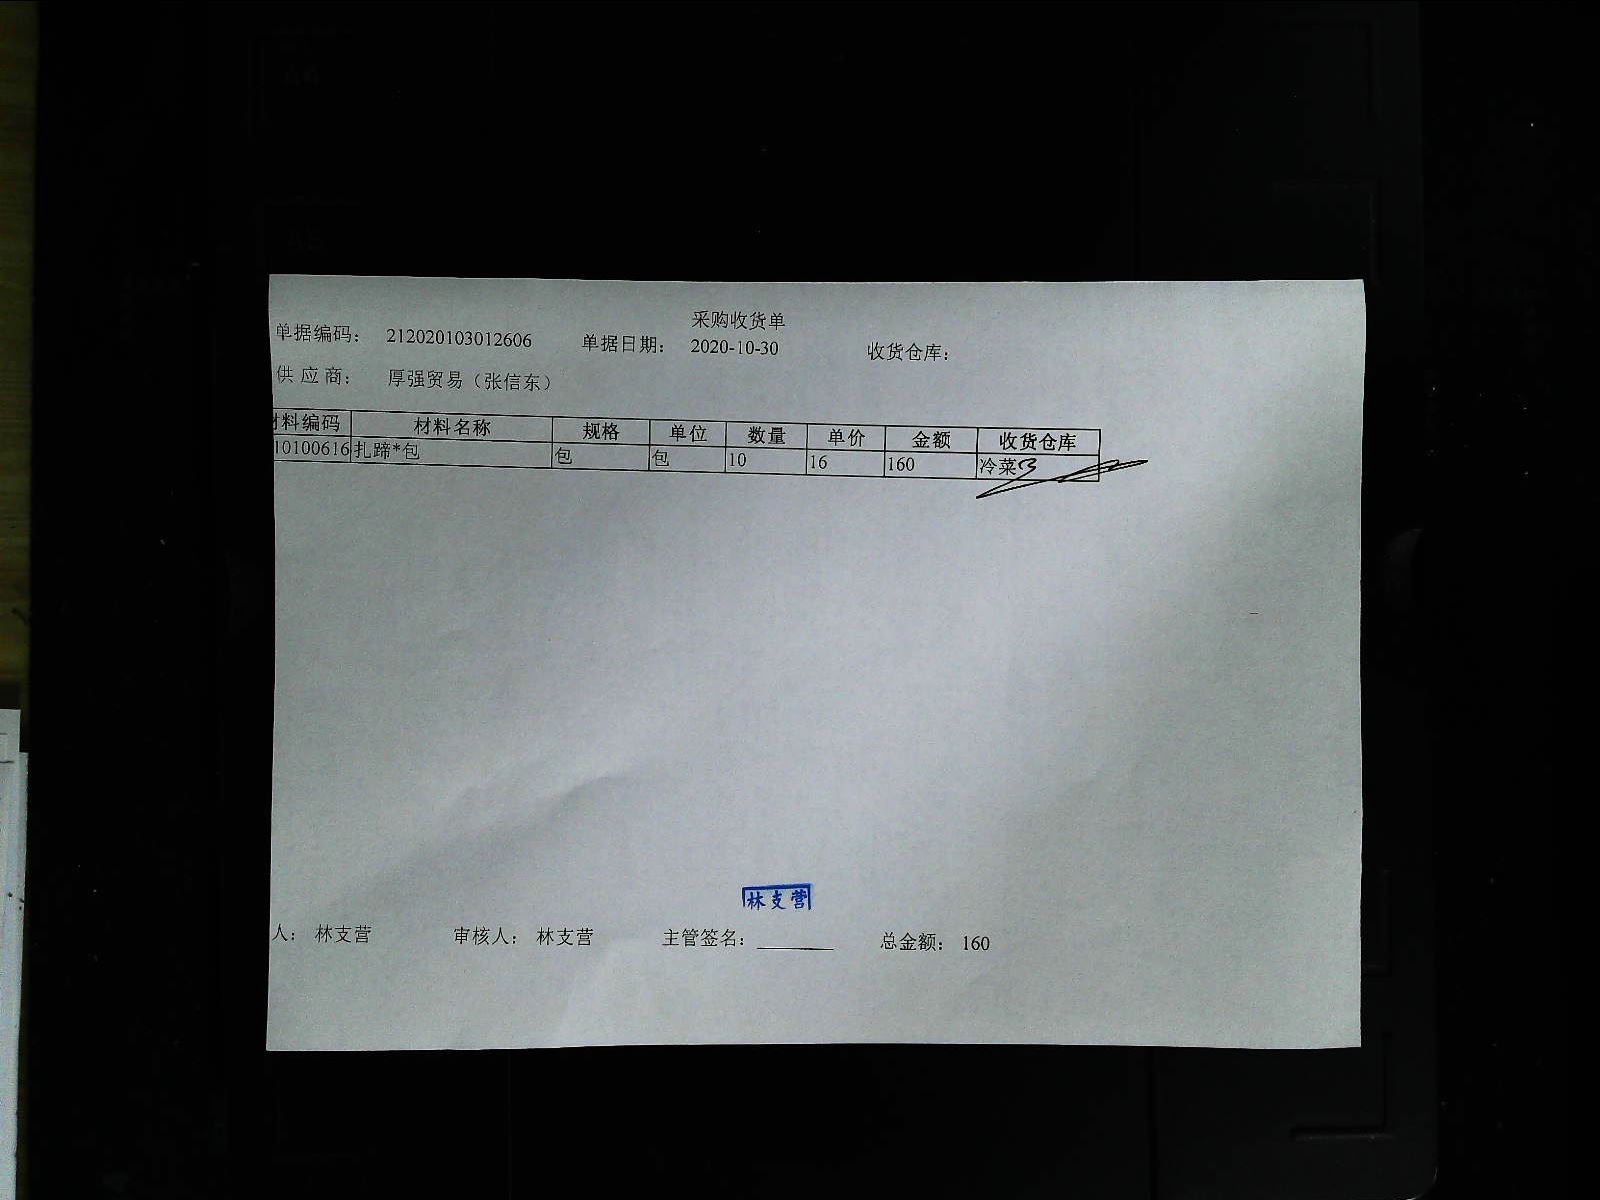 采购收货单
单据编码： 212020103012606 单据日期： 2020-10-30 收货仓库：
供 应 商： 厚强贸易（张信东）
材料编码 材料名称 规格 单位 数量 单价 金额 收货仓库
10100616 扎蹄*包 包 包 10 16 160 冷菜
林支营
人： 林支营 审核人： 林支营 主管签名： 总金额： 160